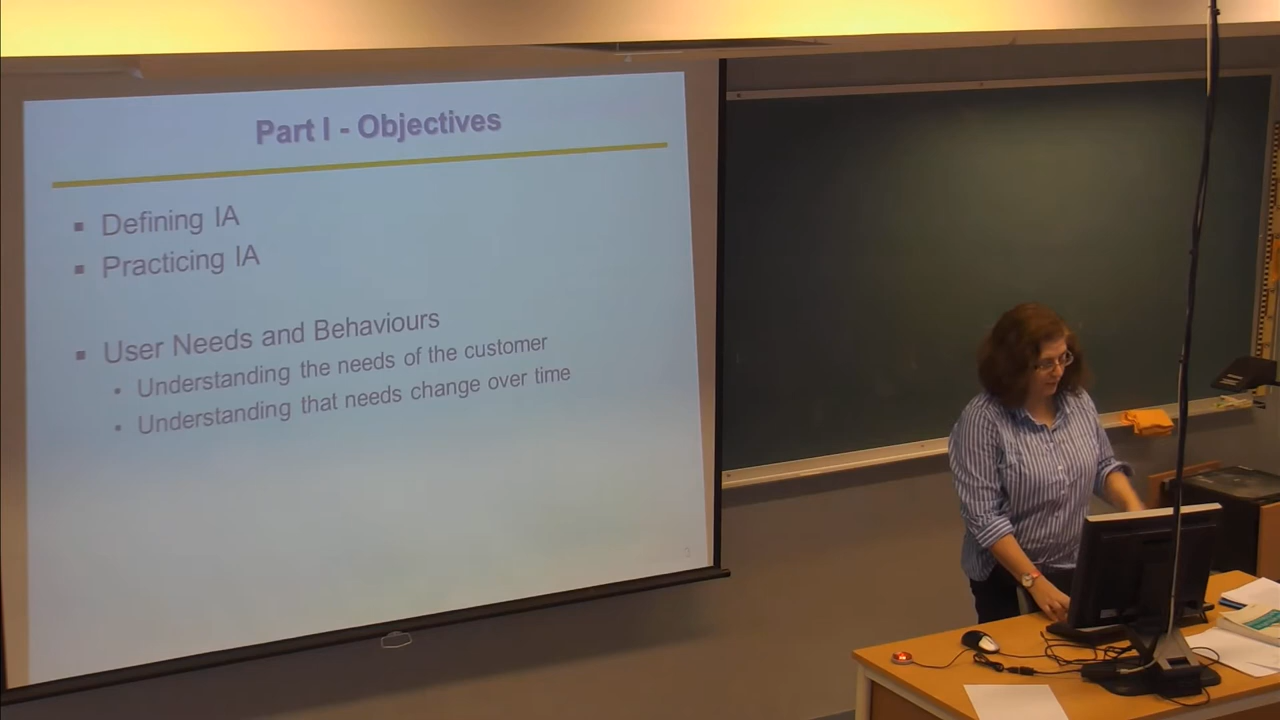 Part I - Objectives
Defining IA
Practicing IA
User Needs and Behaviours
Understanding the needs of the customer
Understanding that needs change over time